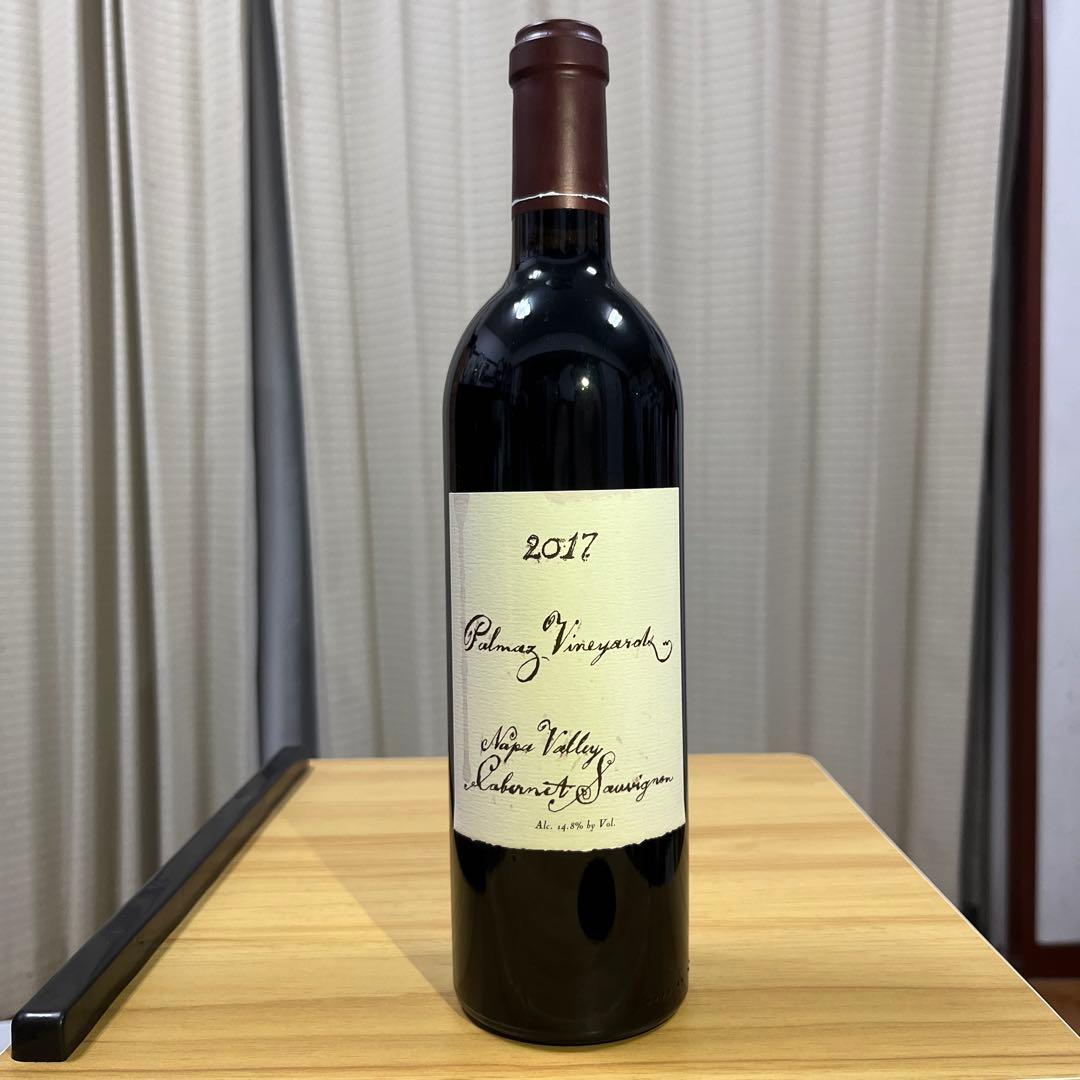 2017
Palmaz Vineyards
Napa Valley
Cabernet Sauvignon
Alc. 14.8% by Vol.